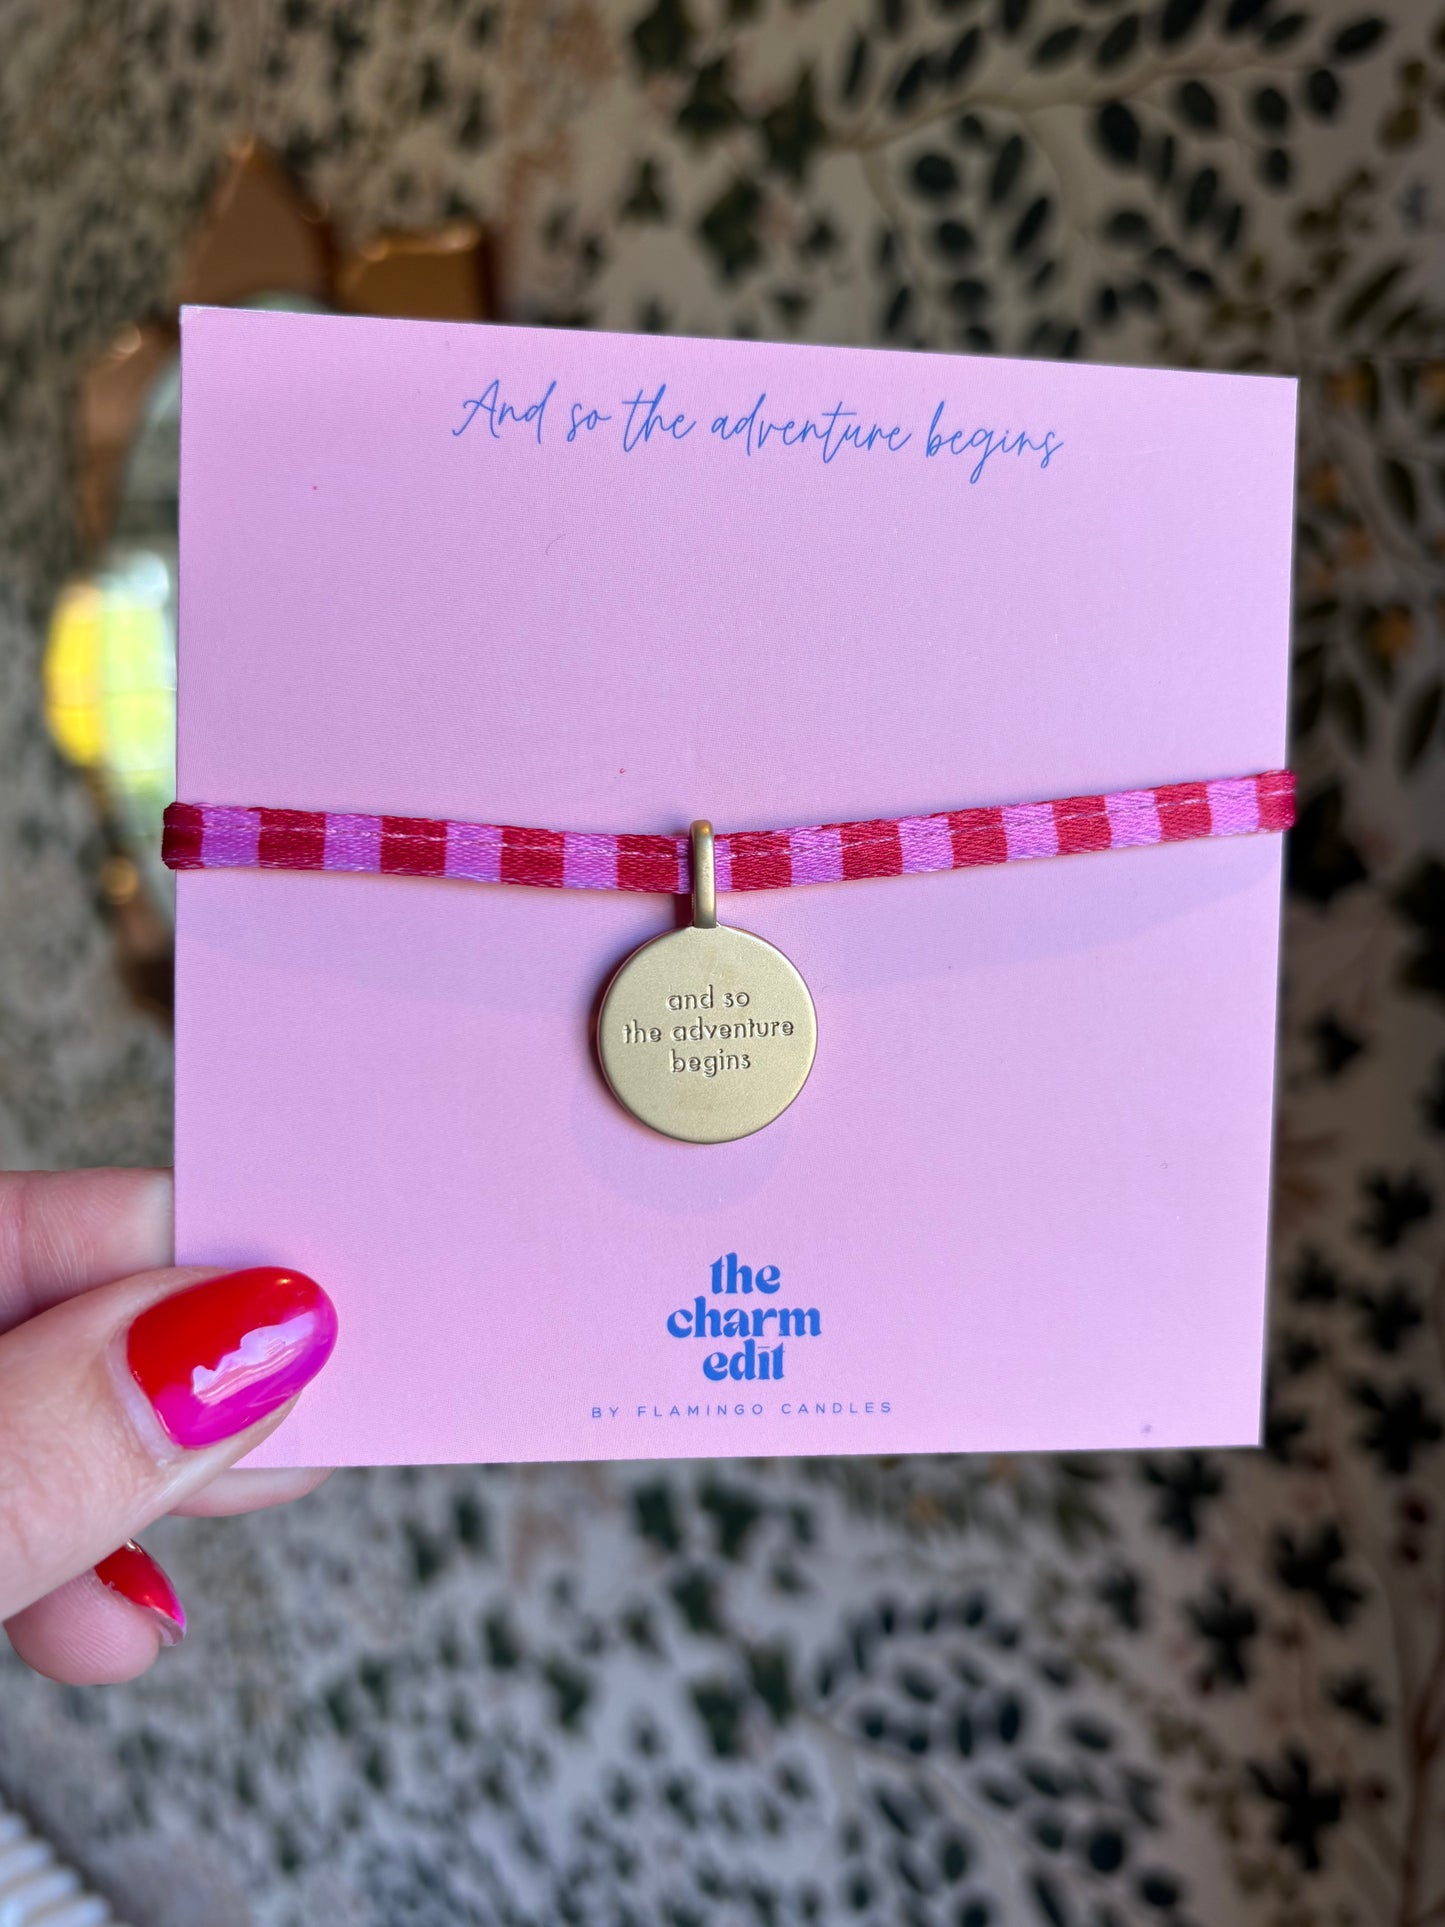 And so the adventure begins
and so
the adventure
begins
the
charm
edit
BY FLAMINGO CANDLES